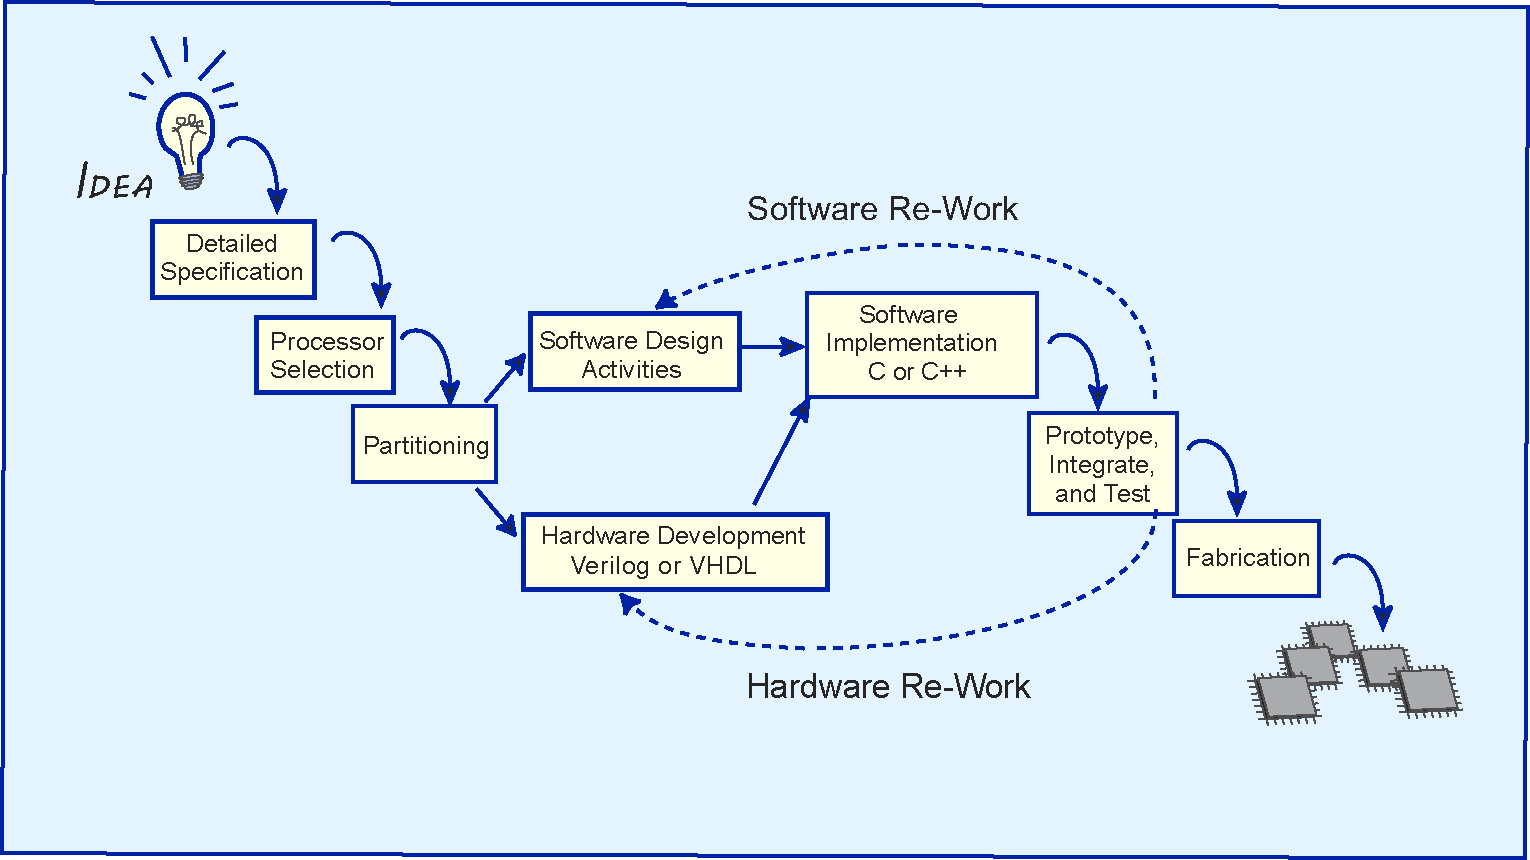 IDEA
Detailed
Specification
Processor
Selection
Partitioning
Software Re-Work
Software Design
Activities
Software
Implementation
C or C++
Hardware Development
Verilog or VHDL
Prototype,
Integrate,
and Test
Fabrication
Hardware Re-Work